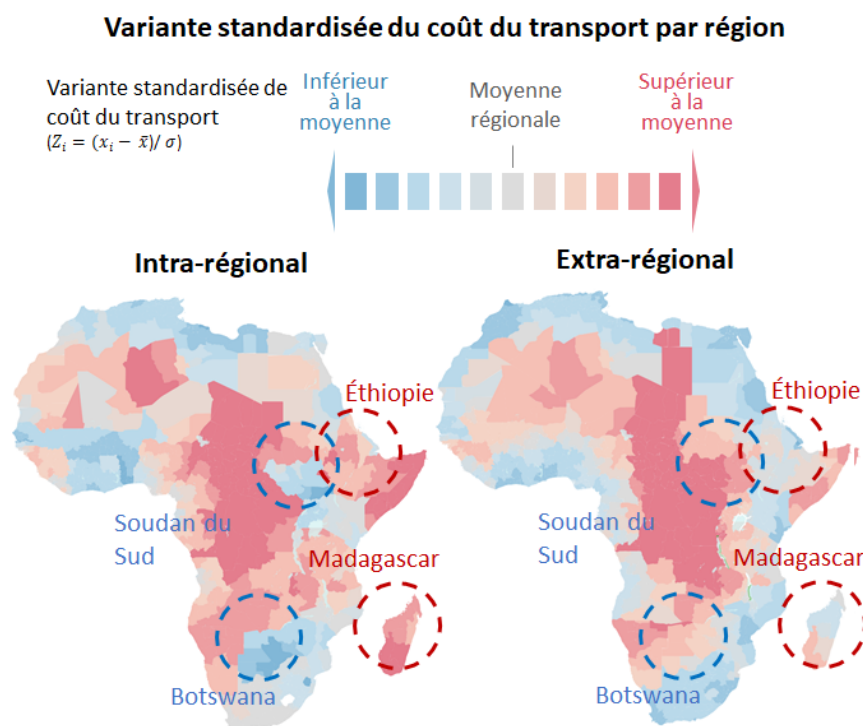 Variante standardisée du coût du transport par région
Variante standardisée de
coût du transport
(Z_i = (x_i − x̄)/ σ)
Inférieur
à la
moyenne
Moyenne
régionale
Supérieur
à la
moyenne
Intra-régional
Extra-régional
Éthiopie
Soudan du
Sud
Madagascar
Botswana
Éthiopie
Soudan du
Sud
Madagascar
Botswana